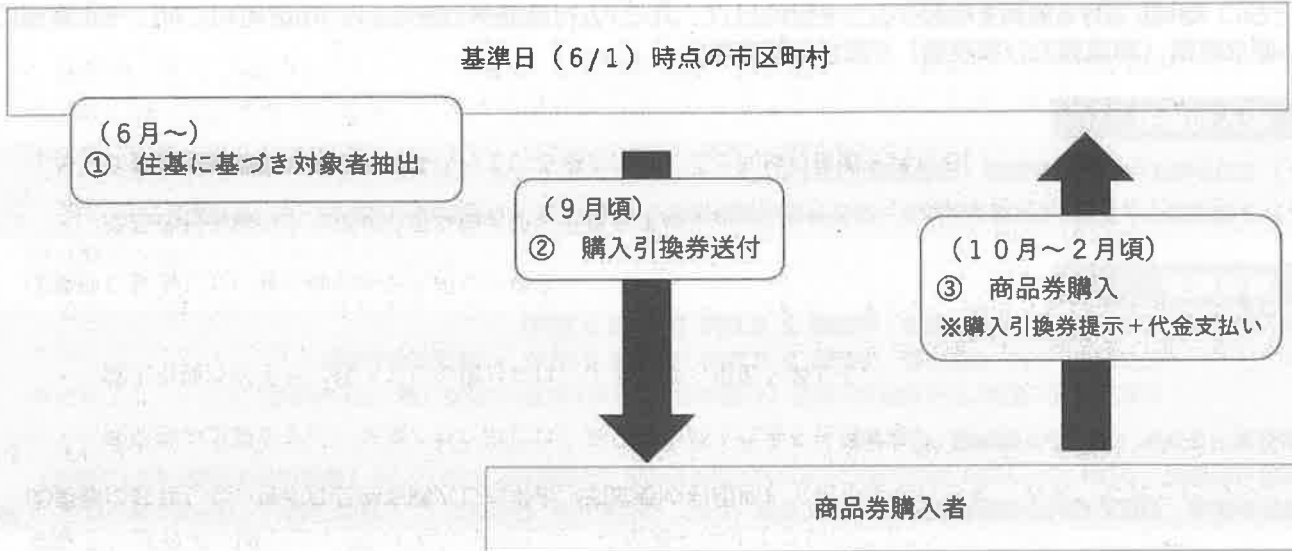 基準日（6/1）時点の市区町村
（６月～）
① 住基に基づき対象者抽出
（９月頃）
② 購入引換券送付
（１０月～２月頃）
③ 商品券購入
※購入引換券提示＋代金支払い
商品券購入者